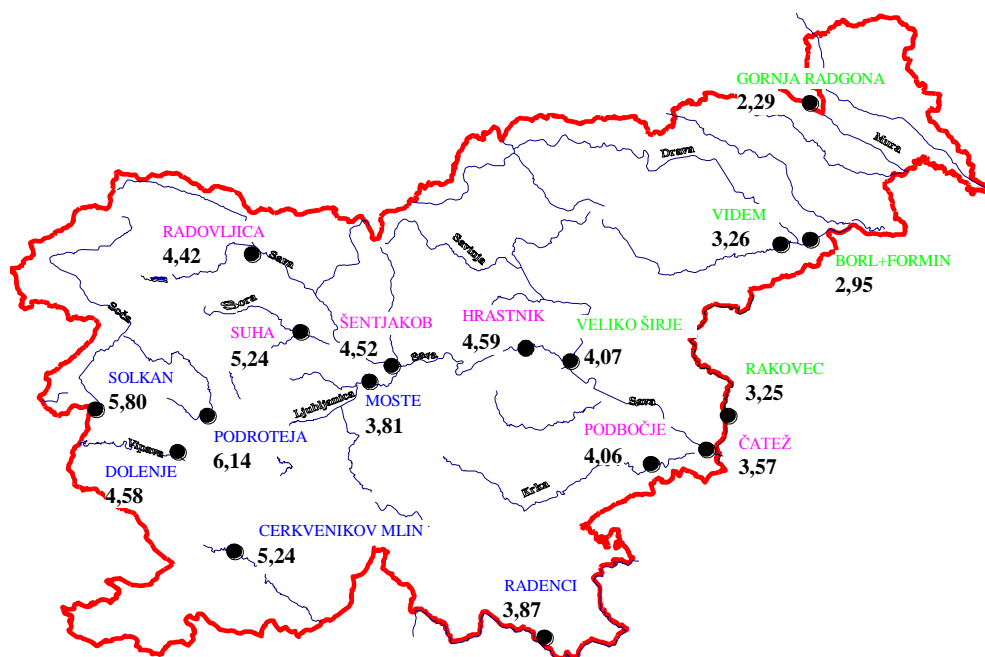 GORNJA RADGONA
2,29
Mura
Drava
VIDEM
3,26
BORL+FORMIN
2,95
RADOVLJICA
4,42
Sava
Savinja
Soča
Sora
SUHA
5,24
ŠENTJAKOB
4,52
Sava
HRASTNIK
4,59
VELIKO ŠIRJE
4,07
RAKOVEC
3,25
SOLKAN
5,80
Ljubljanica
MOSTE
3,81
Sava
PODROTEJA
6,14
Vipava
DOLENJE
4,58
PODBOČJE
4,06
ČATEŽ
3,57
Krka
CERKVENIKOV MLIN
5,24
RADENCI
3,87